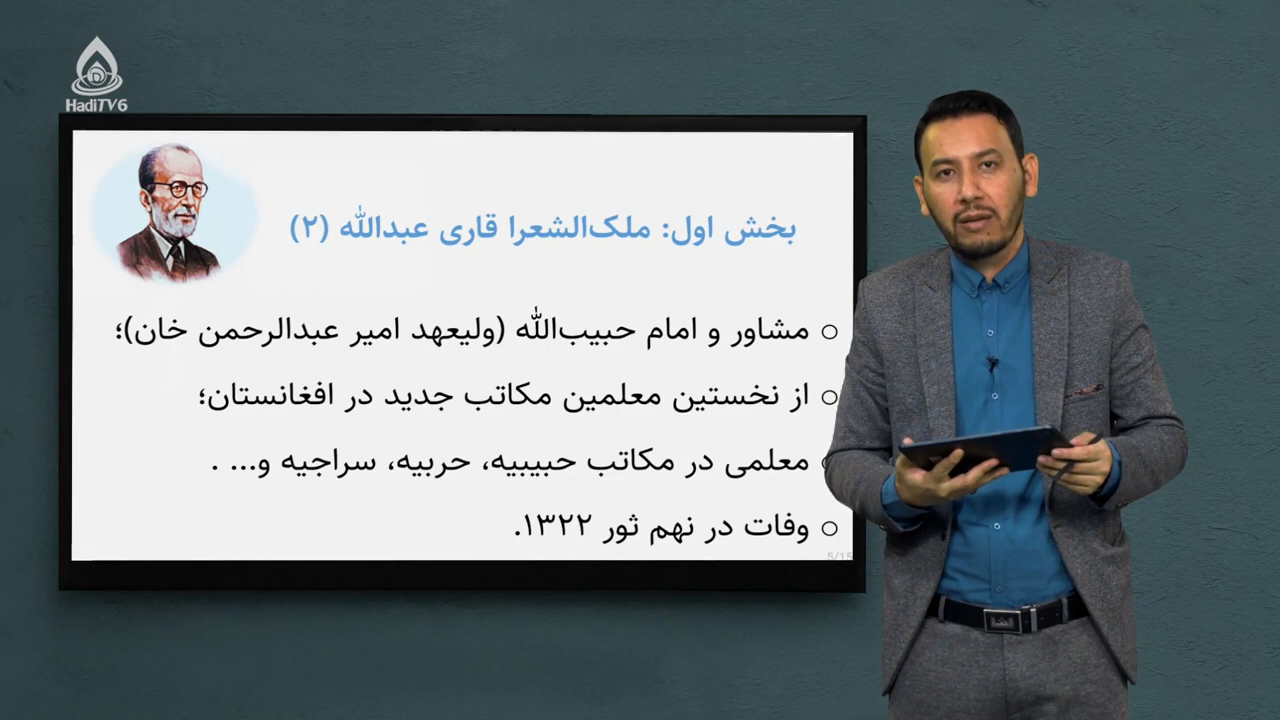 HadiTV6
بخش اول: ملک‌الشعرا قاری عبدالله (۲)
مشاور و امام حبیب‌الله (ولیعهد امیر عبدالرحمن خان)؛
از نخستین معلمین مکاتب جدید در افغانستان؛
معلمی در مکاتب حبیبیه، حربیه، سراجیه و... .
وفات در نهم ثور ۱۳۲۲.
5/15